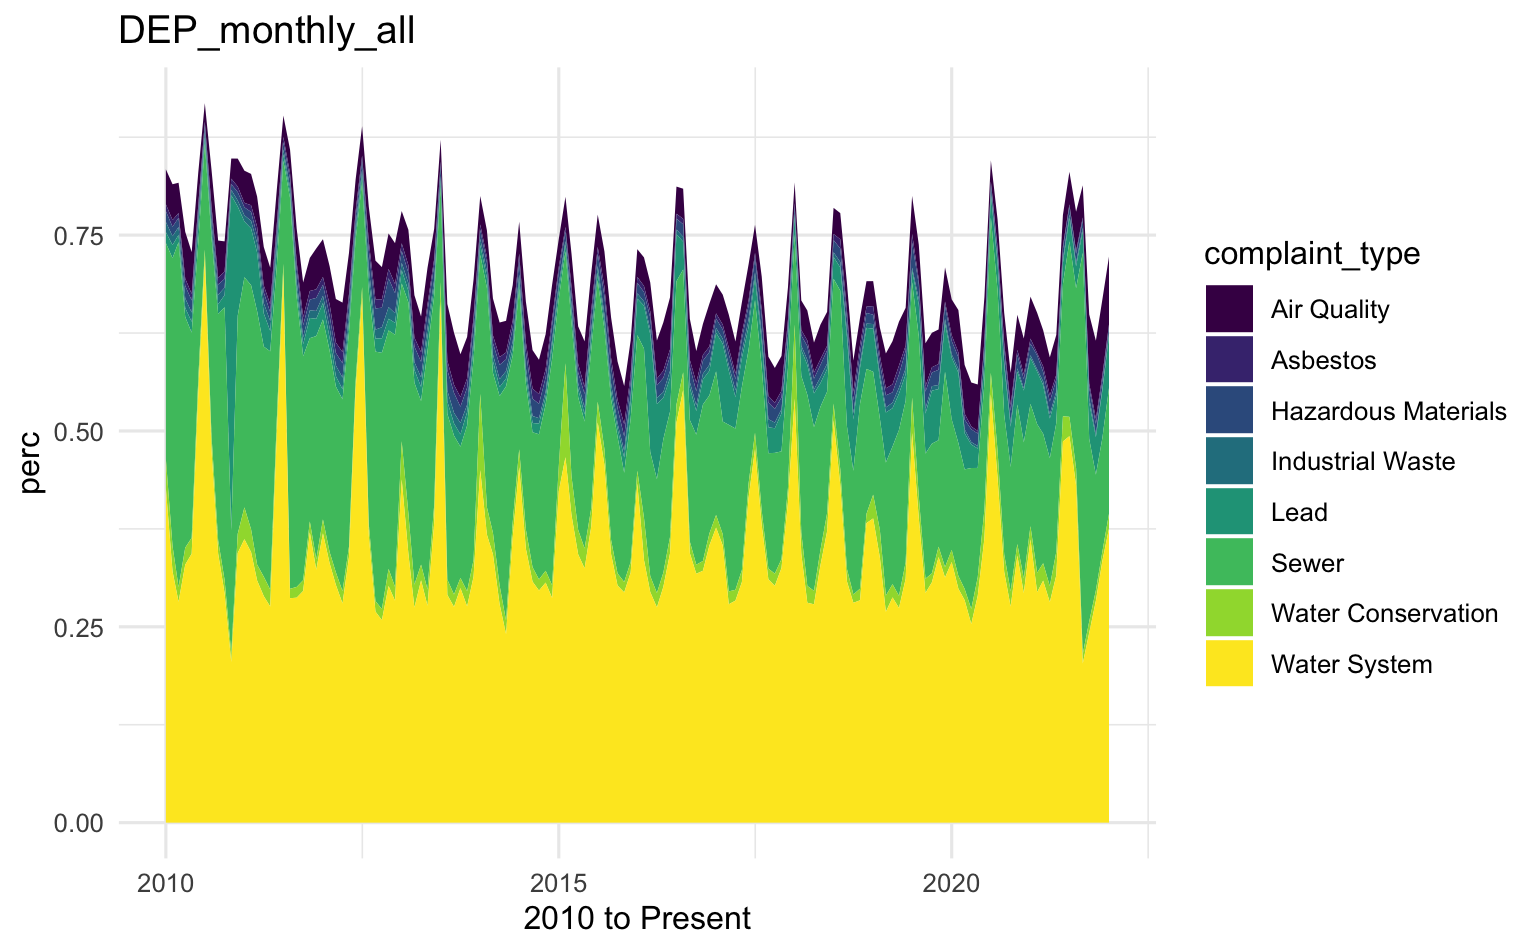 DEP_monthly_all
perc
0.75
0.50
0.25
0.00
2010
2015
2020
2010 to Present
complaint_type
Air Quality
Asbestos
Hazardous Materials
Industrial Waste
Lead
Sewer
Water Conservation
Water System